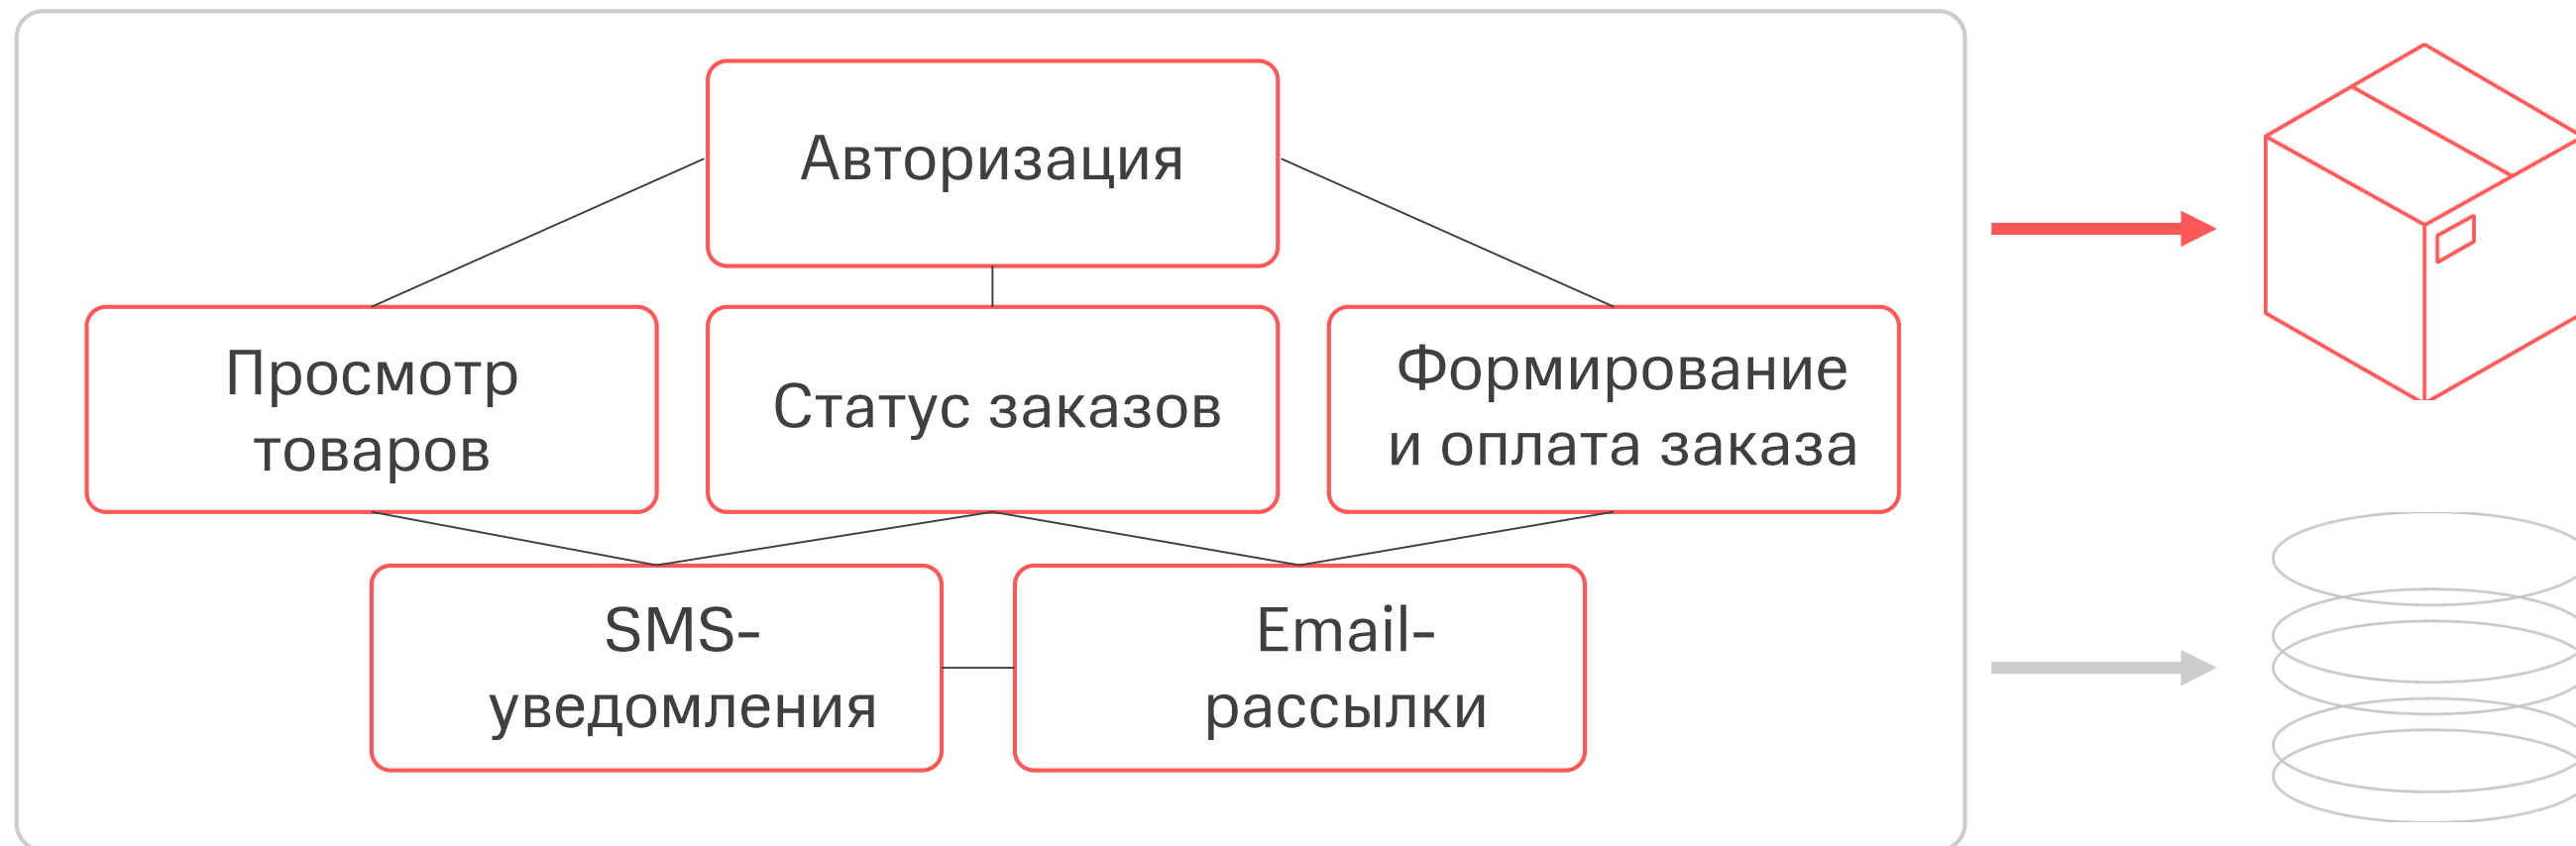 Авторизация
Просмотр
товаров
Статус заказов
Формирование
и оплата заказа
SMS-
уведомления
Email-
рассылки